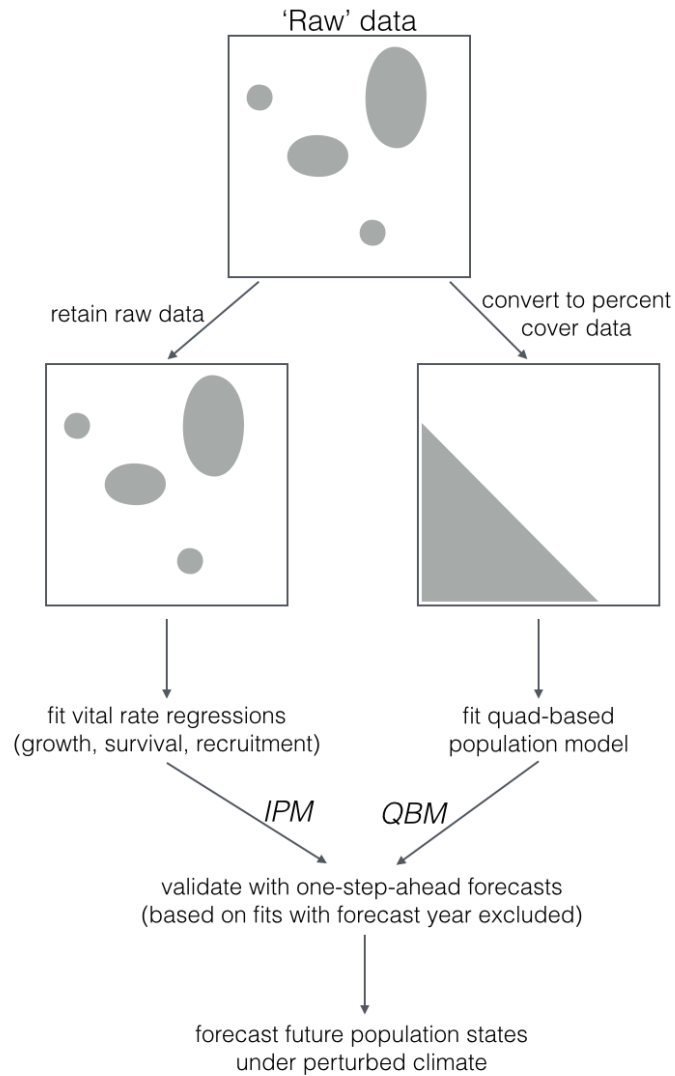 ‘Raw’ data
retain raw data
convert to percent
cover data
fit vital rate regressions
(growth, survival, recruitment)
fit quad-based
population model
IPM
QBM
validate with one-step-ahead forecasts
(based on fits with forecast year excluded)
forecast future population states
under perturbed climate